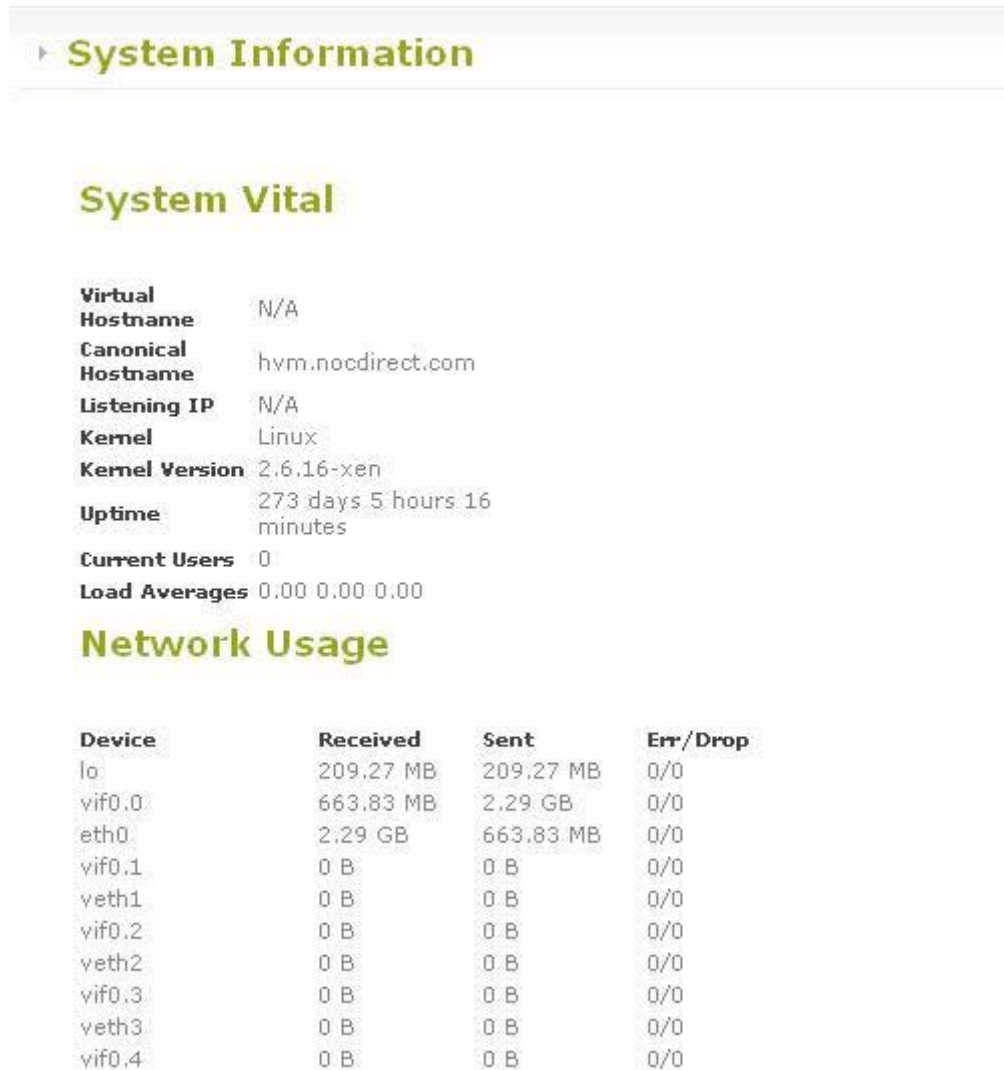 System Information
System Vital
Virtual
Hostname N/A
Canonical
Hostname hvm.nocdirect.com
Listening IP N/A
Kernel Linux
Kernel Version 2.6.16-xen
Uptime 273 days 5 hours 16
minutes
Current Users 0
Load Averages 0.00 0.00 0.00
Network Usage
Device Received Sent Err/Drop
lo 209.27 MB 209.27 MB 0/0
vif0.0 663.83 MB 2.29 GB 0/0
eth0 2.29 GB 663.83 MB 0/0
vif0.1 0 B 0 B 0/0
veth1 0 B 0 B 0/0
vif0.2 0 B 0 B 0/0
veth2 0 B 0 B 0/0
vif0.3 0 B 0 B 0/0
veth3 0 B 0 B 0/0
vif0.4 0 B 0 B 0/0